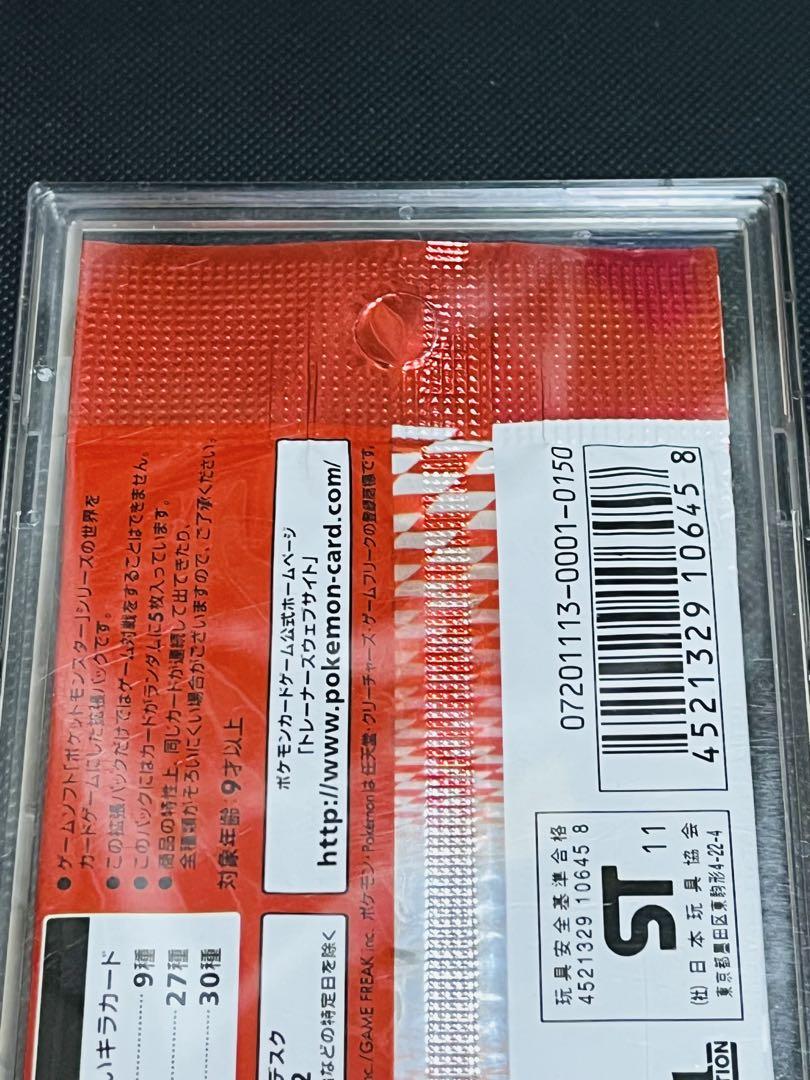 ●ゲームソフト「ポケットモンスター」シリーズの世界を
カードゲームにした拡張パックです。
●この拡張パックだけではゲーム対戦をすることはできません。
●このパックにはカードがランダムに5枚入っています。
●商品の特性上、同じカードが連続して出てきたり、
全種類がそろいにくい場合がございますので、ご了承ください。
対象年齢:9才以上
いキラカード
9種
27種
30種
ポケモンカードゲーム公式ホームページ
「トレーナーズウェブサイト」
http://www.pokemon-card.com/
デスク
などの特定日を除く
nc./GAME FREAK inc. ポケモン・Pokémonは任天堂・クリーチャーズ・ゲームフリークの登録商標です。
07201113-0001-0150
4521329106458
玩具安全基準合格
4521329 10645 8
ST 11
(社)日本玩具協会
東京都墨田区東駒形4-22-4
TION